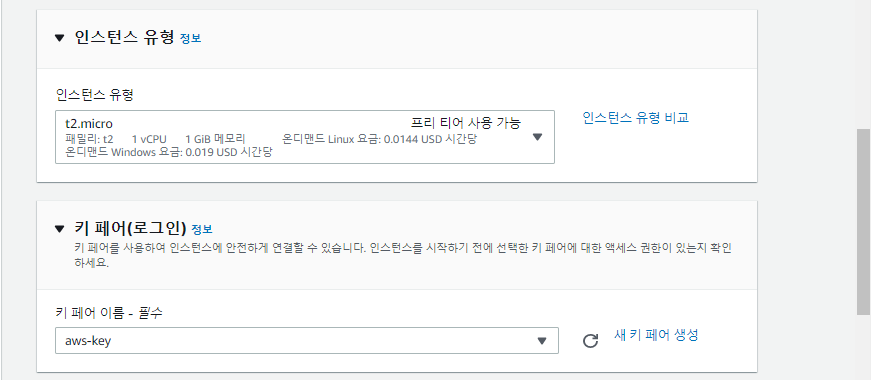 인스턴스 유형 정보
인스턴스 유형
t2.micro 프리 티어 사용 가능
패밀리: t2 1 vCPU 1 GiB 메모리 온디맨드 Linux 요금: 0.0144 USD 시간당
온디맨드 Windows 요금: 0.019 USD 시간당
인스턴스 유형 비교
키 페어(로그인) 정보
키 페어를 사용하여 인스턴스에 안전하게 연결할 수 있습니다. 인스턴스를 시작하기 전에 선택한 키 페어에 대한 액세스 권한이 있는지 확인
하세요.
키 페어 이름 - 필수
aws-key
새 키 페어 생성